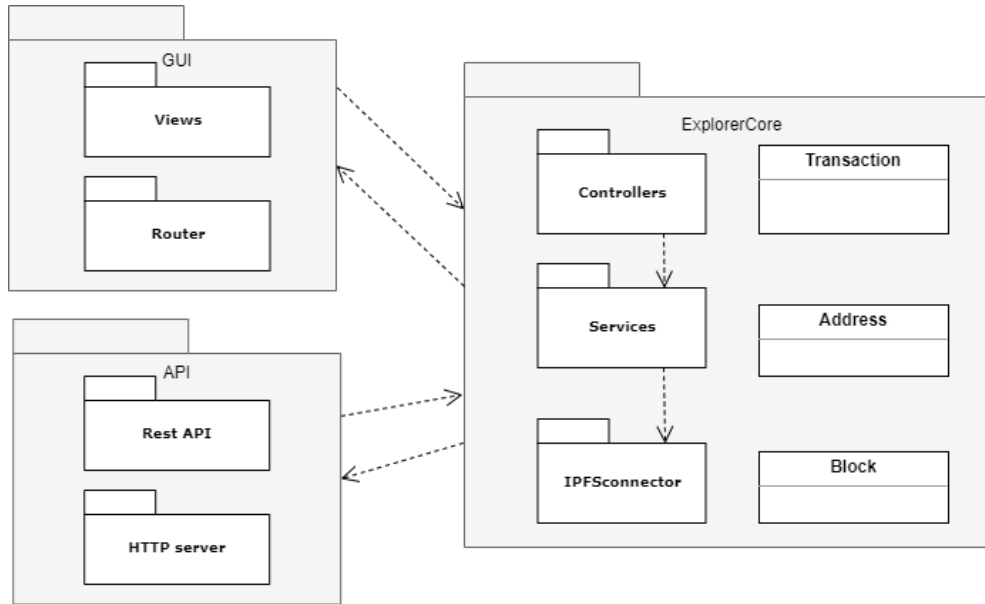 GUI
Views
Router
API
Rest API
HTTP server
ExplorerCore
Controllers
Services
IPFSconnector
Transaction
Address
Block